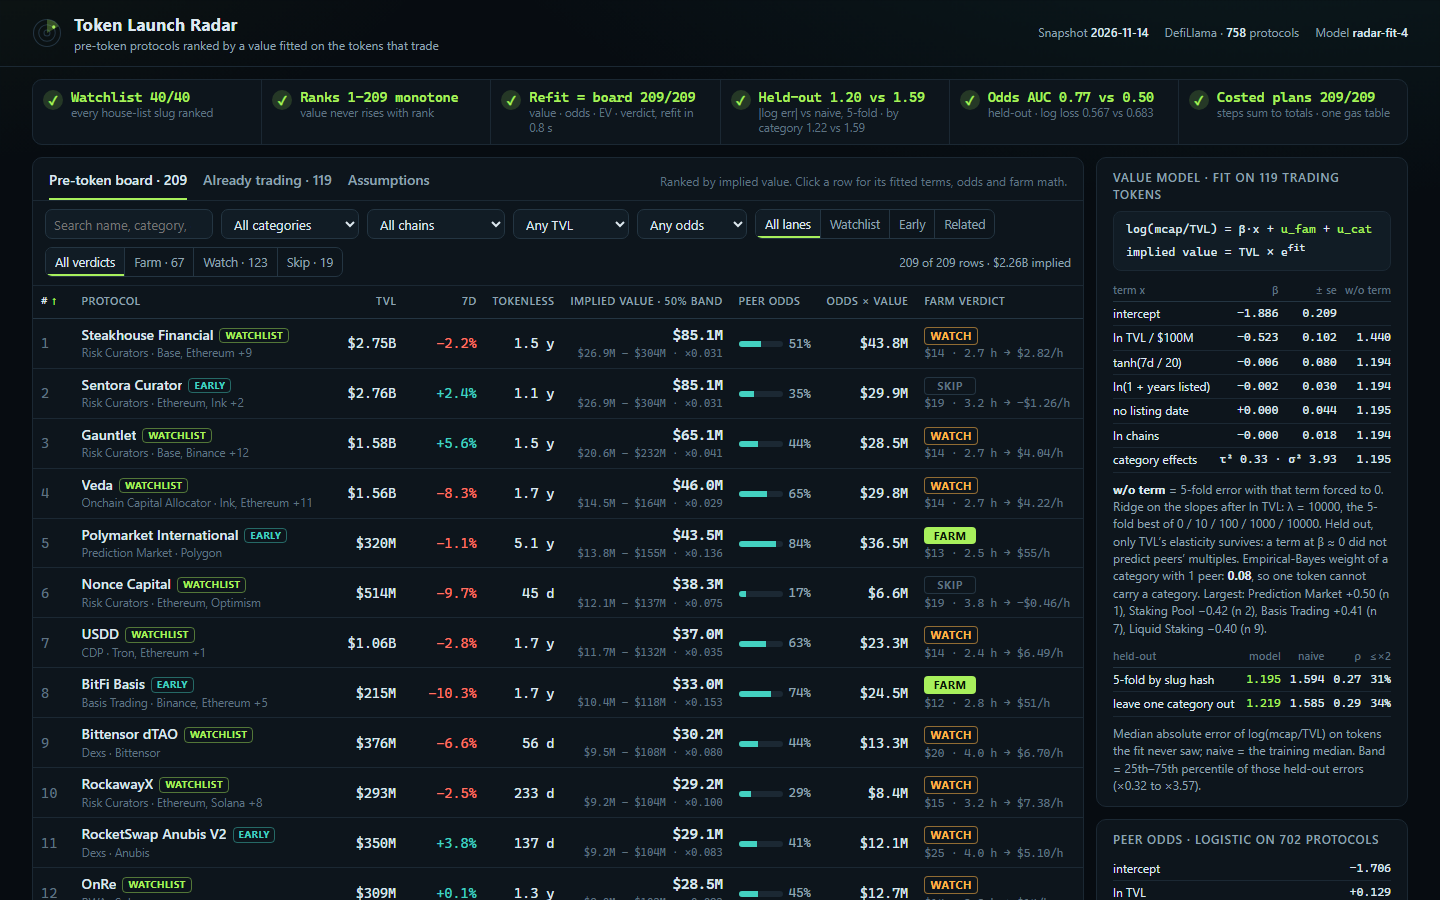 Token Launch Radar
pre-token protocols ranked by a value fitted on the tokens that trade
Snapshot 2026-11-14 DefiLlama · 758 protocols Model radar-fit-4
Watchlist 40/40
every house-list slug ranked
Ranks 1–209 monotone
value never rises with rank
Refit = board 209/209
value · odds · EV · verdict, refit in
0.8 s
Held-out 1.20 vs 1.59
|log err| vs naive, 5-fold · by
category 1.22 vs 1.59
Odds AUC 0.77 vs 0.50
held-out · log loss 0.567 vs 0.683
Costed plans 209/209
steps sum to totals · one gas table
Pre-token board · 209 Already trading · 119 Assumptions
Ranked by implied value. Click a row for its fitted terms, odds and farm math.
Search name, category, All categories All chains Any TVL Any odds All lanes Watchlist Early Related
All verdicts Farm · 67 Watch · 123 Skip · 19 209 of 209 rows · $2.26B implied
# ↑ PROTOCOL TVL 7D TOKENLESS IMPLIED VALUE · 50% BAND PEER ODDS ODDS × VALUE FARM VERDICT
1 Steakhouse Financial WATCHLIST $2.75B −2.2% 1.5 y $85.1M 51% $43.8M WATCH
Risk Curators · Base, Ethereum +9 $26.9M – $304M · ×0.031 $14 · 2.7 h → $2.82/h
2 Sentora Curator EARLY $2.76B +2.4% 1.1 y $85.1M 35% $29.9M SKIP
Risk Curators · Ethereum, Ink +2 $26.9M – $304M · ×0.031 $19 · 3.2 h → −$1.26/h
3 Gauntlet WATCHLIST $1.58B +5.6% 1.5 y $65.1M 44% $28.5M WATCH
Risk Curators · Base, Binance +12 $20.6M – $232M · ×0.041 $14 · 2.7 h → $4.04/h
4 Veda WATCHLIST $1.56B −8.3% 1.7 y $46.0M 65% $29.8M WATCH
Onchain Capital Allocator · Ink, Ethereum +11 $14.5M – $164M · ×0.029 $14 · 2.7 h → $4.22/h
5 Polymarket International EARLY $320M −1.1% 5.1 y $43.5M 84% $36.5M FARM
Prediction Market · Polygon $13.8M – $155M · ×0.136 $13 · 2.5 h → $55/h
6 Nonce Capital WATCHLIST $514M −9.7% 45 d $38.3M 17% $6.6M SKIP
Risk Curators · Ethereum, Optimism $12.1M – $137M · ×0.075 $19 · 3.8 h → −$0.46/h
7 USDD WATCHLIST $1.06B −2.8% 1.7 y $37.0M 63% $23.3M WATCH
CDP · Tron, Ethereum +1 $11.7M – $132M · ×0.035 $14 · 2.4 h → $6.49/h
8 BitFi Basis EARLY $215M −10.3% 1.7 y $33.0M 74% $24.5M FARM
Basis Trading · Binance, Ethereum +5 $10.4M – $118M · ×0.153 $12 · 2.8 h → $51/h
9 Bittensor dTAO WATCHLIST $376M −6.6% 56 d $30.2M 44% $13.3M WATCH
Dexs · Bittensor $9.5M – $108M · ×0.080 $20 · 4.0 h → $6.70/h
10 RockawayX WATCHLIST $293M −2.5% 233 d $29.2M 29% $8.4M WATCH
Risk Curators · Ethereum, Solana +8 $9.2M – $104M · ×0.100 $15 · 3.2 h → $7.38/h
11 RocketSwap Anubis V2 EARLY $350M +3.8% 137 d $29.1M 41% $12.1M WATCH
Dexs · Anubis $9.2M – $104M · ×0.083 $25 · 4.0 h → $5.10/h
12 OnRe WATCHLIST $309M +0.1% 1.3 y $28.5M 45% $12.7M WATCH
VALUE MODEL · FIT ON 119 TRADING
TOKENS
log(mcap/TVL) = β·x + u_fam + u_cat
implied value = TVL × e^fit
term x β ± se w/o term
intercept −1.886 0.209
ln TVL / $100M −0.523 0.102 1.440
tanh(7d / 20) −0.006 0.080 1.194
ln(1 + years listed) −0.002 0.030 1.194
no listing date +0.000 0.044 1.195
ln chains −0.000 0.018 1.194
category effects τ² 0.33 · σ² 3.93 1.195
w/o term = 5-fold error with that term forced to 0.
Ridge on the slopes after ln TVL: λ = 10000, the 5-
fold best of 0 / 10 / 100 / 1000 / 10000. Held out,
only TVL's elasticity survives: a term at β ≈ 0 did not
predict peers' multiples. Empirical-Bayes weight of a
category with 1 peer: 0.08, so one token cannot
carry a category. Largest: Prediction Market +0.50 (n
1), Staking Pool −0.42 (n 2), Basis Trading +0.41 (n
7), Liquid Staking −0.40 (n 9).
held-out model naive ρ ≤×2
5-fold by slug hash 1.195 1.594 0.27 31%
leave one category out 1.219 1.585 0.29 34%
Median absolute error of log(mcap/TVL) on tokens
the fit never saw; naive = the training median. Band
= 25th–75th percentile of those held-out errors
(×0.32 to ×3.57).
PEER ODDS · LOGISTIC ON 702 PROTOCOLS
intercept −1.706
ln TVL +0.129